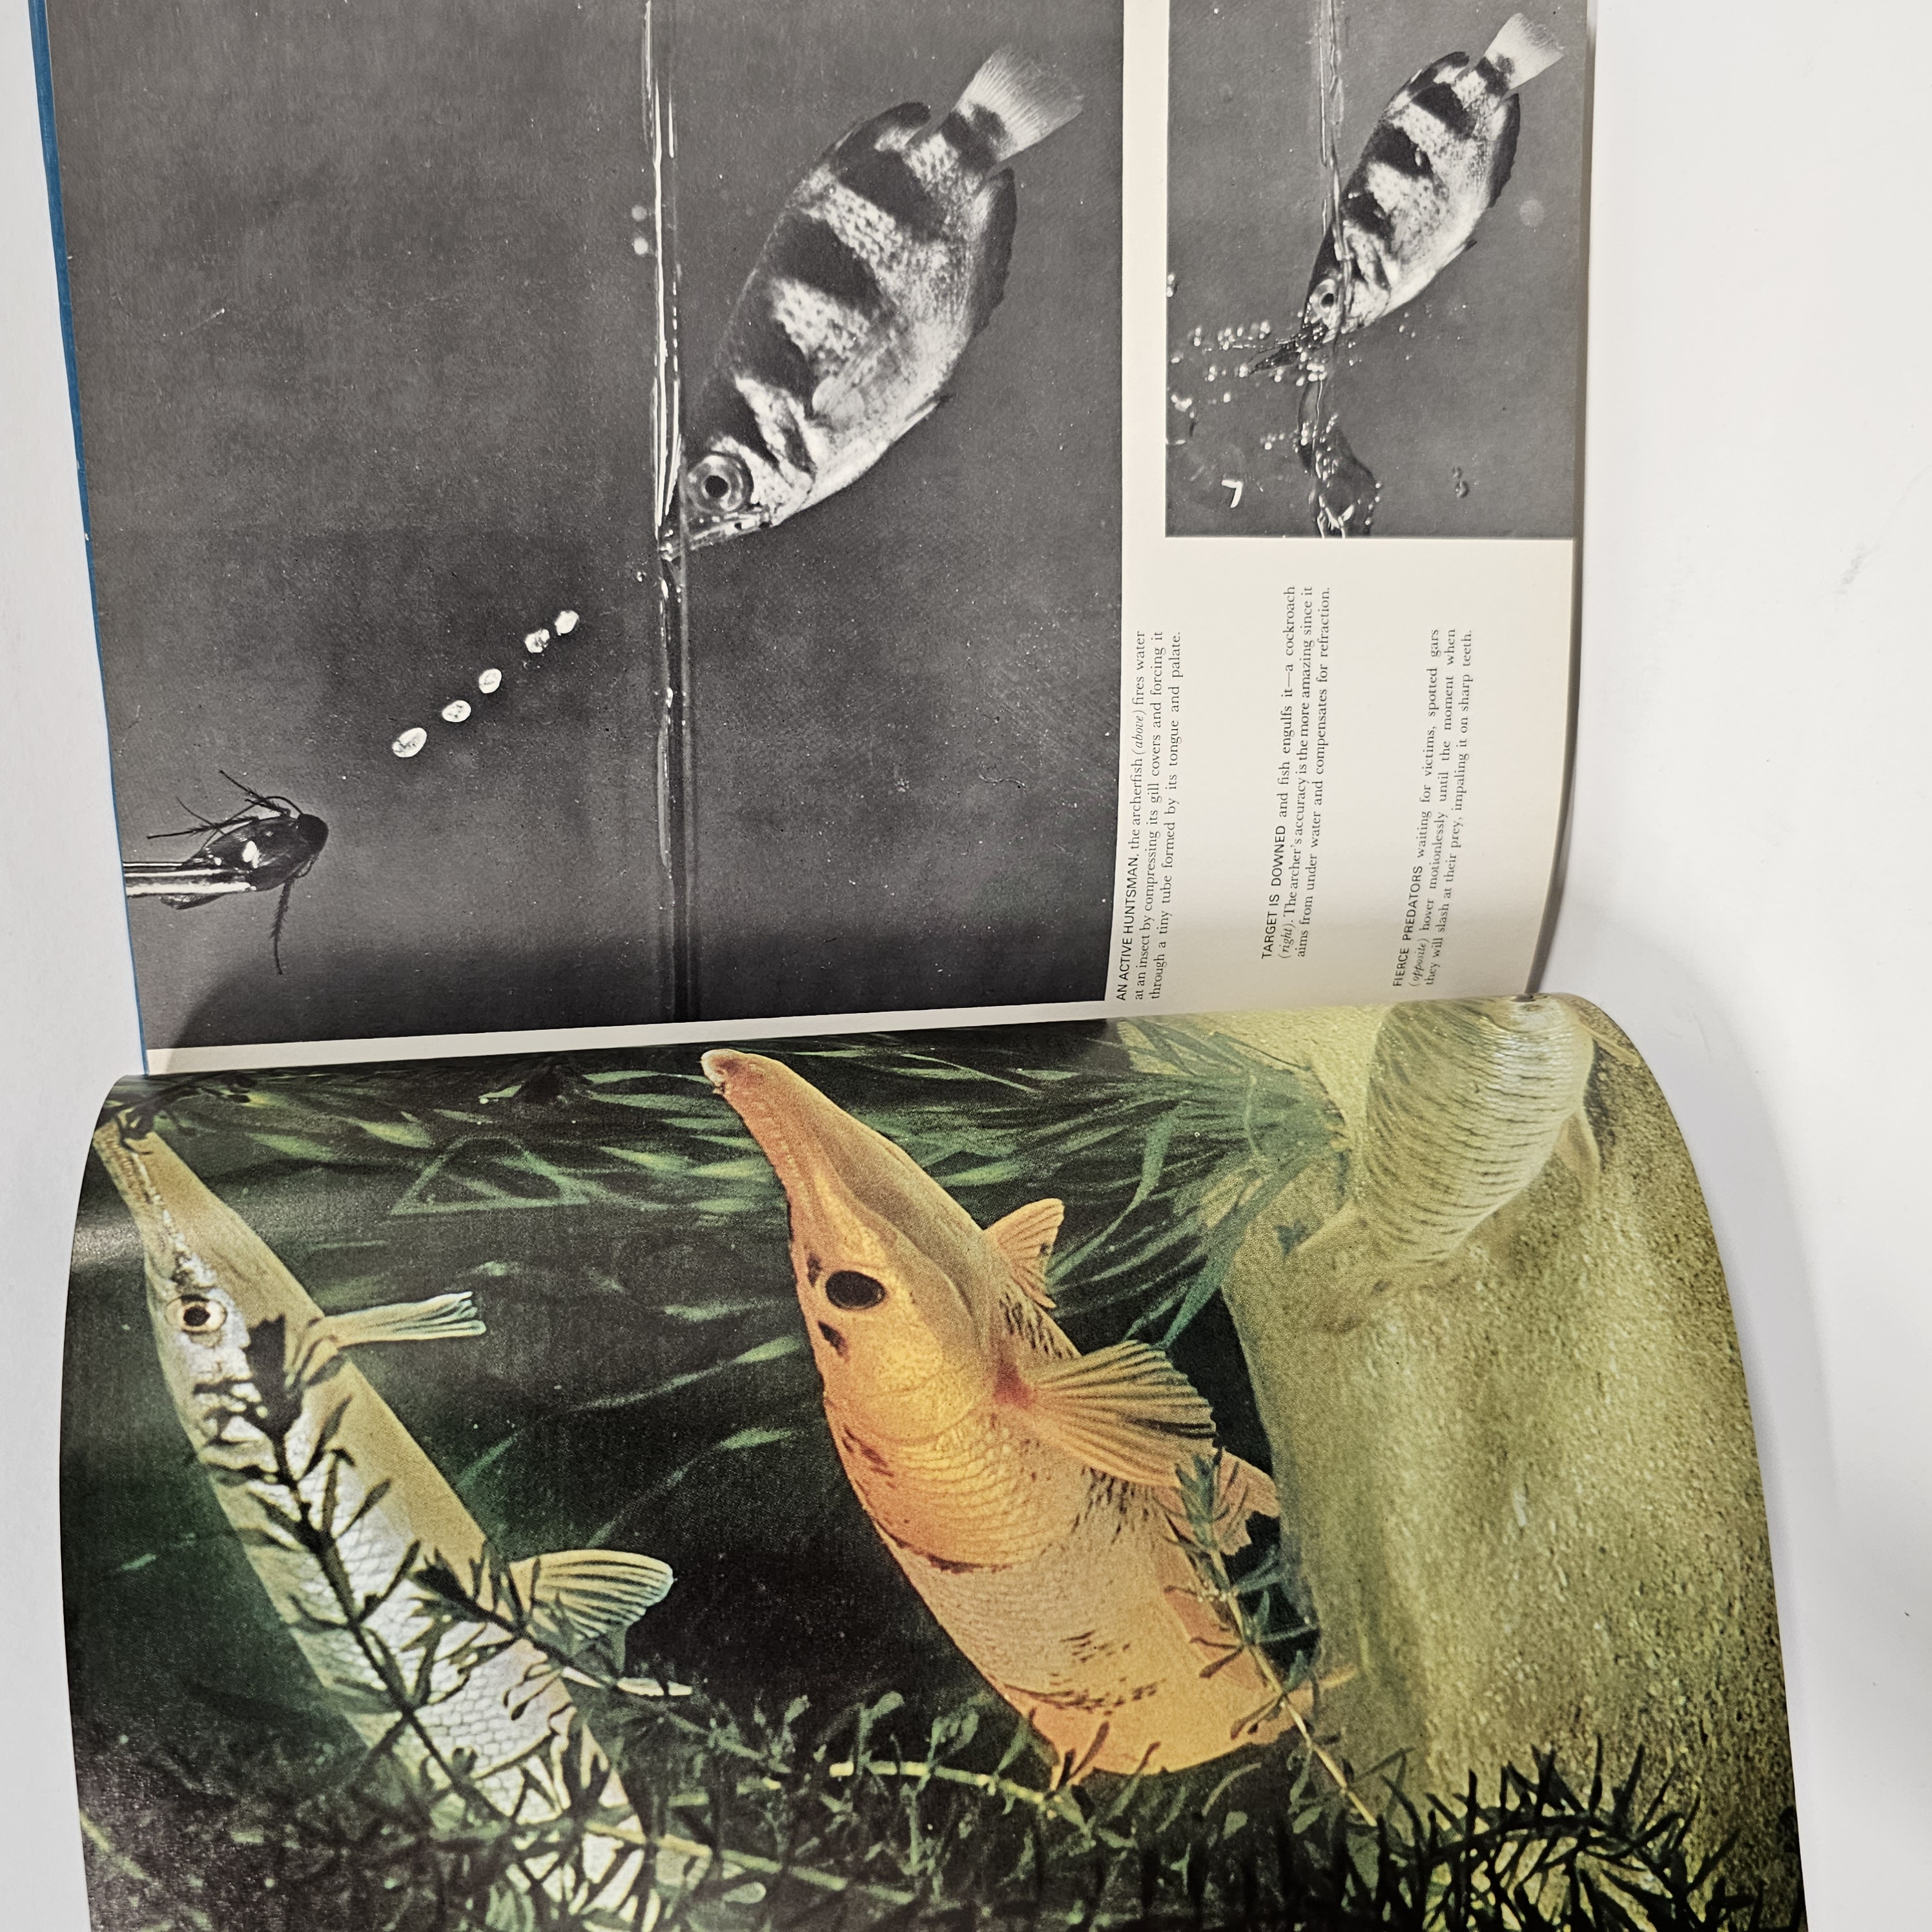 AN ACTIVE HUNTSMAN, the archerfish (above) fires water
at an insect by compressing its gill covers and forcing it
through a tiny tube formed by its tongue and palate.
TARGET IS DOWNED and fish engulfs it—a cockroach
(right). The archer's accuracy is the more amazing since it
aims from under water and compensates for refraction.
FIERCE PREDATORS waiting for victims, spotted gars
(opposite) hover motionlessly until the moment when
they will slash at their prey, impaling it on sharp teeth.